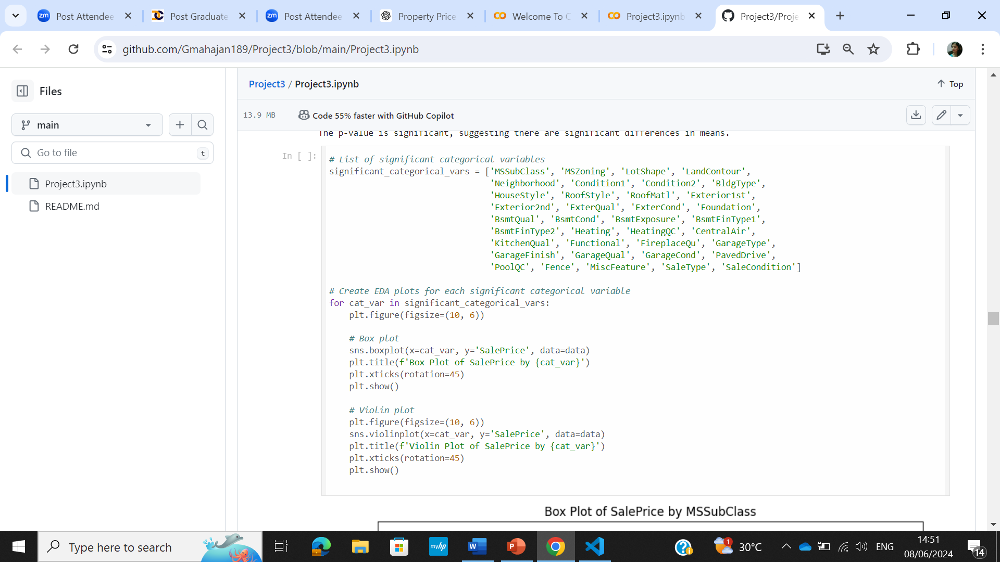 Post Attendee
Post Graduate
Post Attendee
Property Price
Welcome To C
Project3.ipynb
Project3/Proje
github.com/Gmahajan189/Project3/blob/main/Project3.ipynb
Files
main
Go to file
t
Project3.ipynb
README.md
Project3 / Project3.ipynb
Top
13.9 MB
Code 55% faster with GitHub Copilot
The p-value is significant, suggesting there are significant differences in means.
In [ ]:
# List of significant categorical variables
significant_categorical_vars = ['MSSubClass', 'MSZoning', 'LotShape', 'LandContour',
'Neighborhood', 'Condition1', 'Condition2', 'BldgType',
'HouseStyle', 'RoofStyle', 'RoofMatl', 'Exterior1st',
'Exterior2nd', 'ExterQual', 'ExterCond', 'Foundation',
'BsmtQual', 'BsmtCond', 'BsmtExposure', 'BsmtFinType1',
'BsmtFinType2', 'Heating', 'HeatingQC', 'CentralAir',
'KitchenQual', 'Functional', 'FireplaceQu', 'GarageType',
'GarageFinish', 'GarageQual', 'GarageCond', 'PavedDrive',
'PoolQC', 'Fence', 'MiscFeature', 'SaleType', 'SaleCondition']
# Create EDA plots for each significant categorical variable
for cat_var in significant_categorical_vars:
plt.figure(figsize=(10, 6))
# Box plot
sns.boxplot(x=cat_var, y='SalePrice', data=data)
plt.title(f'Box Plot of SalePrice by {cat_var}')
plt.xticks(rotation=45)
plt.show()
# Violin plot
plt.figure(figsize=(10, 6))
sns.violinplot(x=cat_var, y='SalePrice', data=data)
plt.title(f'Violin Plot of SalePrice by {cat_var}')
plt.xticks(rotation=45)
plt.show()
Box Plot of SalePrice by MSSubClass
Type here to search
30°C
ENG
14:51
08/06/2024
14